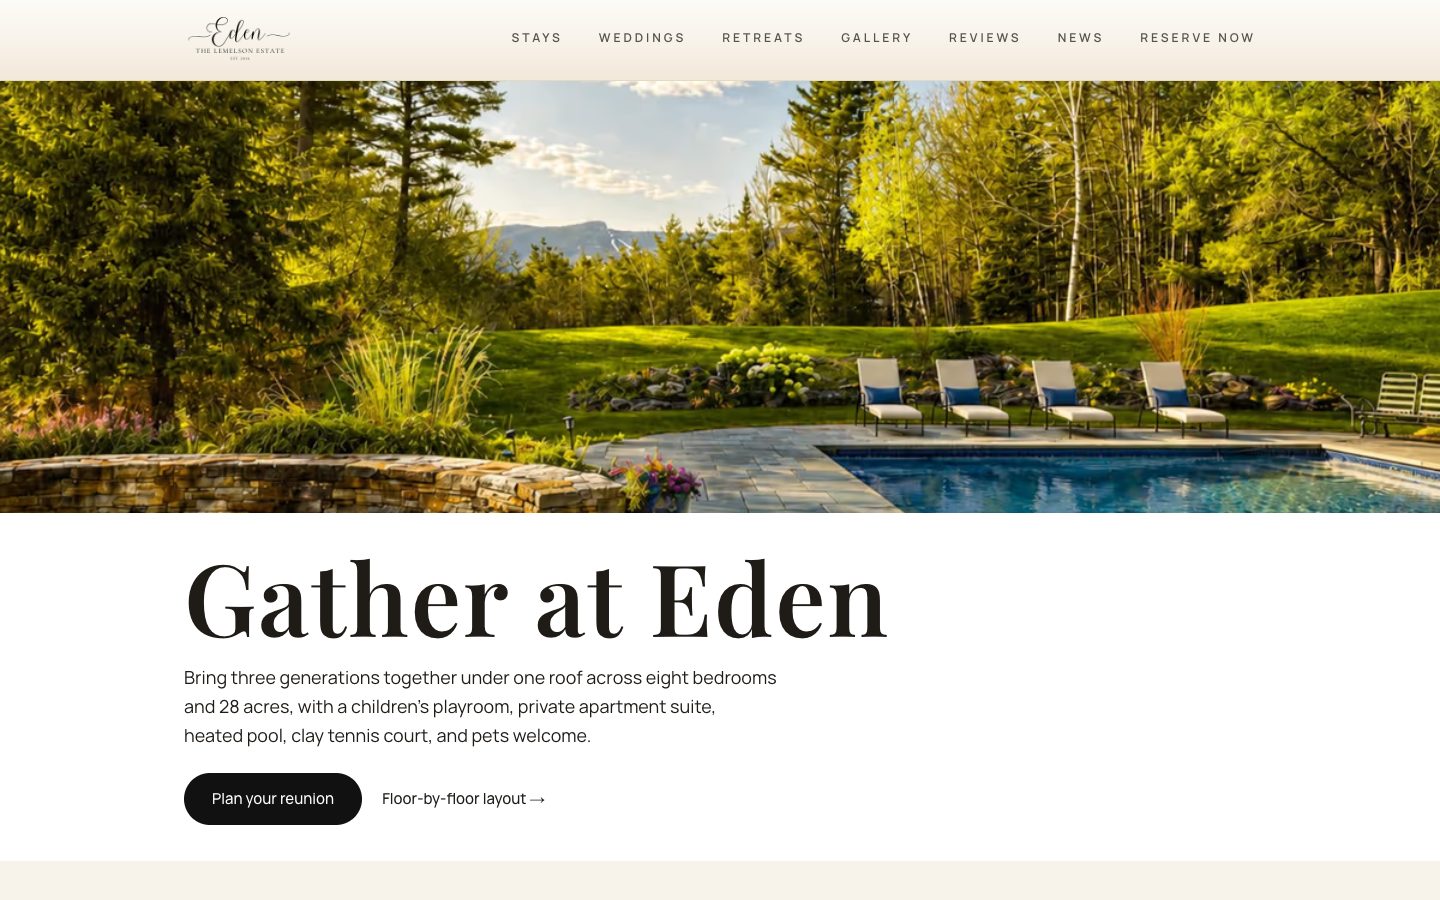 Eden
THE LEMELSON ESTATE
STAYS WEDDINGS RETREATS GALLERY REVIEWS NEWS RESERVE NOW
Gather at Eden
Bring three generations together under one roof across eight bedrooms
and 28 acres, with a children’s playroom, private apartment suite,
heated pool, clay tennis court, and pets welcome.
Plan your reunion Floor-by-floor layout →